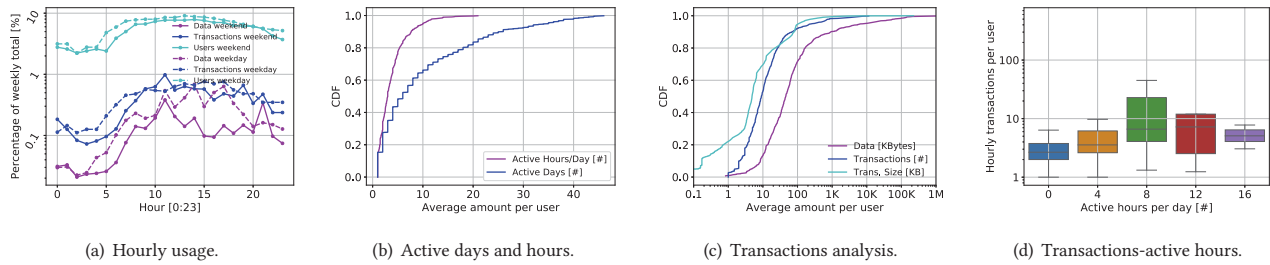 Percentage of weekly total [%]
10
1
0.1
0
5
10
15
20
Hour [0:23]
Data weekend
Transactions weekend
Users weekend
Data weekday
Transactions weekday
Users weekday
(a) Hourly usage.
CDF
1.0
0.8
0.6
0.4
0.2
0.0
0
10
20
30
40
Average amount per user
Active Hours/Day [#]
Active Days [#]
(b) Active days and hours.
CDF
1.0
0.8
0.6
0.4
0.2
0.0
0.1
1
10
100
1K
10K
100K
1M
Average amount per user
Data [KBytes]
Transactions [#]
Trans, Size [KB]
(c) Transactions analysis.
Hourly transactions per user
100
10
1
0
4
8
12
16
Active hours per day [#]
(d) Transactions-active hours.